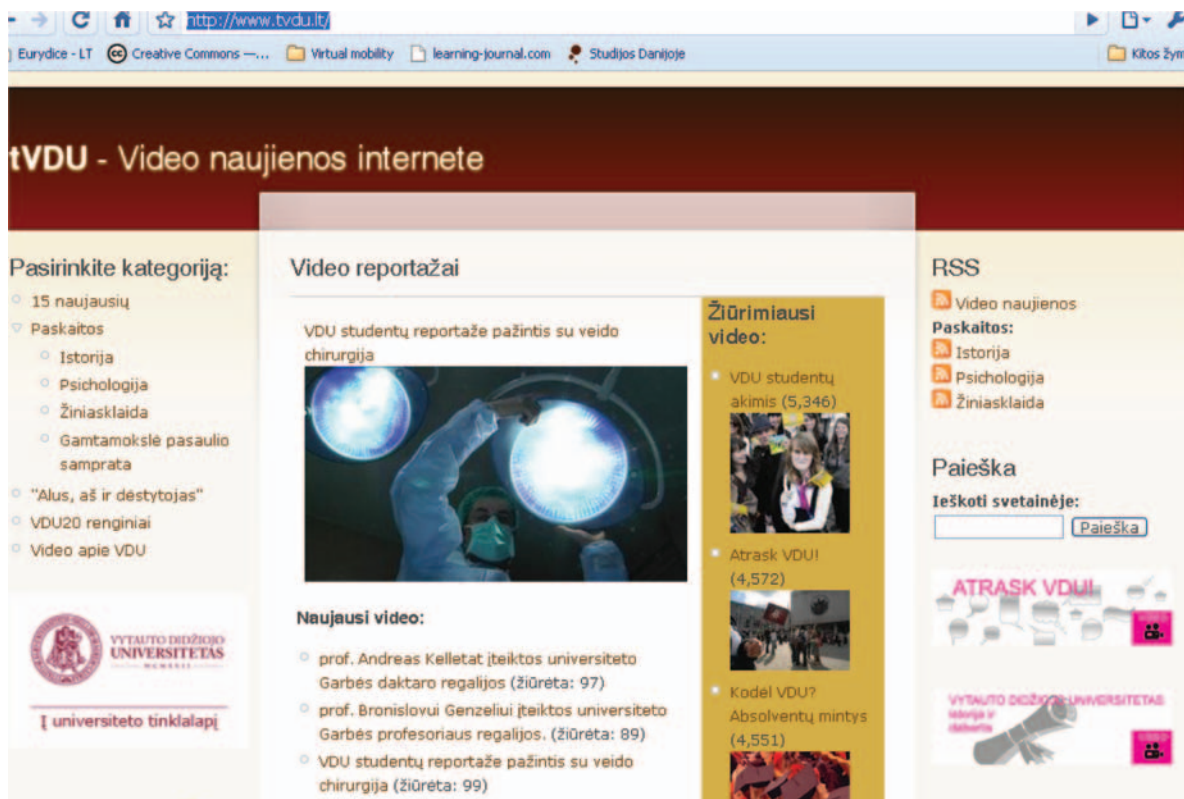 http://www.tvdu.lt/
Eurydice - LT
Creative Commons —...
Virtual mobility
learning-journal.com
Studijos Danijoje
Kitos žym
tVDU - Video naujienos internete
Pasirinkite kategoriją:
15 naujausių
Paskaitos
Istorija
Psichologija
Žiniasklaida
Gamtamokslė pasaulio
samprata
"Alus, aš ir dėstytojas"
VDU20 renginiai
Video apie VDU
VYTAUTO DIDŽIOJO
UNIVERSITETAS
MCMXXII
Į universiteto tinklalapį
Video reportažai
VDU studentų reportaže pažintis su veido
chirurgija
Naujausi video:
prof. Andreas Kelletat įteiktos universiteto
Garbės daktaro regalijos (žiūrėta: 97)
prof. Bronislovui Genzeliui įteiktos universiteto
Garbės profesoriaus regalijos. (žiūrėta: 89)
VDU studentų reportaže pažintis su veido
chirurgija (žiūrėta: 99)
Žiūrimiausi
video:
VDU studentų
akimis (5,346)
Atrask VDU!
(4,572)
Kodėl VDU?
Absolventų mintys
(4,551)
RSS
Video naujienos
Paskaitos:
Istorija
Psichologija
Žiniasklaida
Paieška
Ieškoti svetainėje:
Paieška
ATRASK VDU!
VYTAUTO DIDŽIOJO UNIVERSITETAS
istorija ir
dabartis